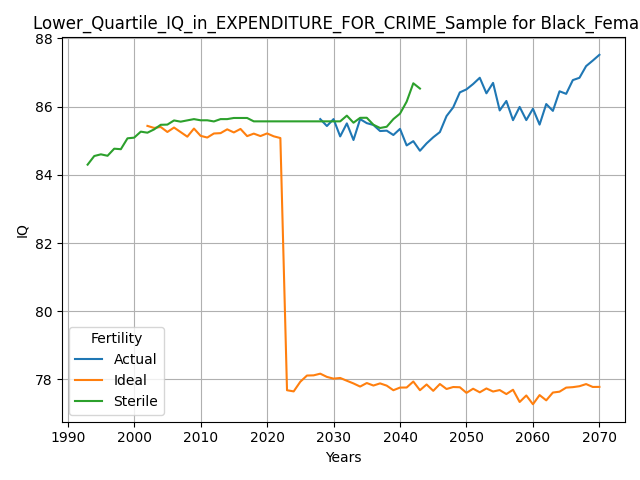 Lower_Quartile_IQ_in_EXPENDITURE_FOR_CRIME_Sample for Black_Fema
88
86
84
82
80
78
IQ
Fertility
Actual
Ideal
Sterile
1990 2000 2010 2020 2030 2040 2050 2060 2070
Years